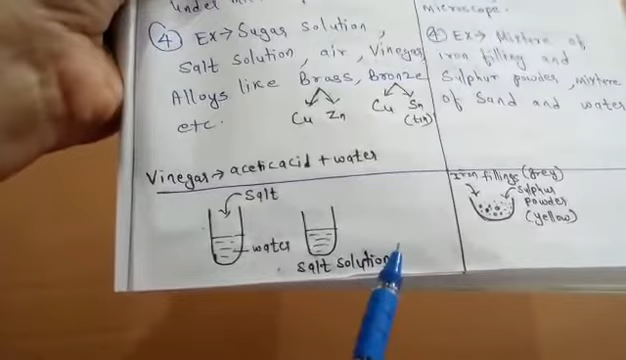 ④ Ex→ Sugar solution,
Salt solution, air, Vinegar,
Alloys like Brass, Bronze
Cu Zn
Cu Sn
(tin)
etc.
Vinegar→ acetic acid + water
Salt
water
Salt solution
Microscope.
④ Ex→ Mixture of
iron filling and
Sulphur powder, mixture
of Sand and water
Iron fillings (grey)
Sulphur
powder
(yellow)